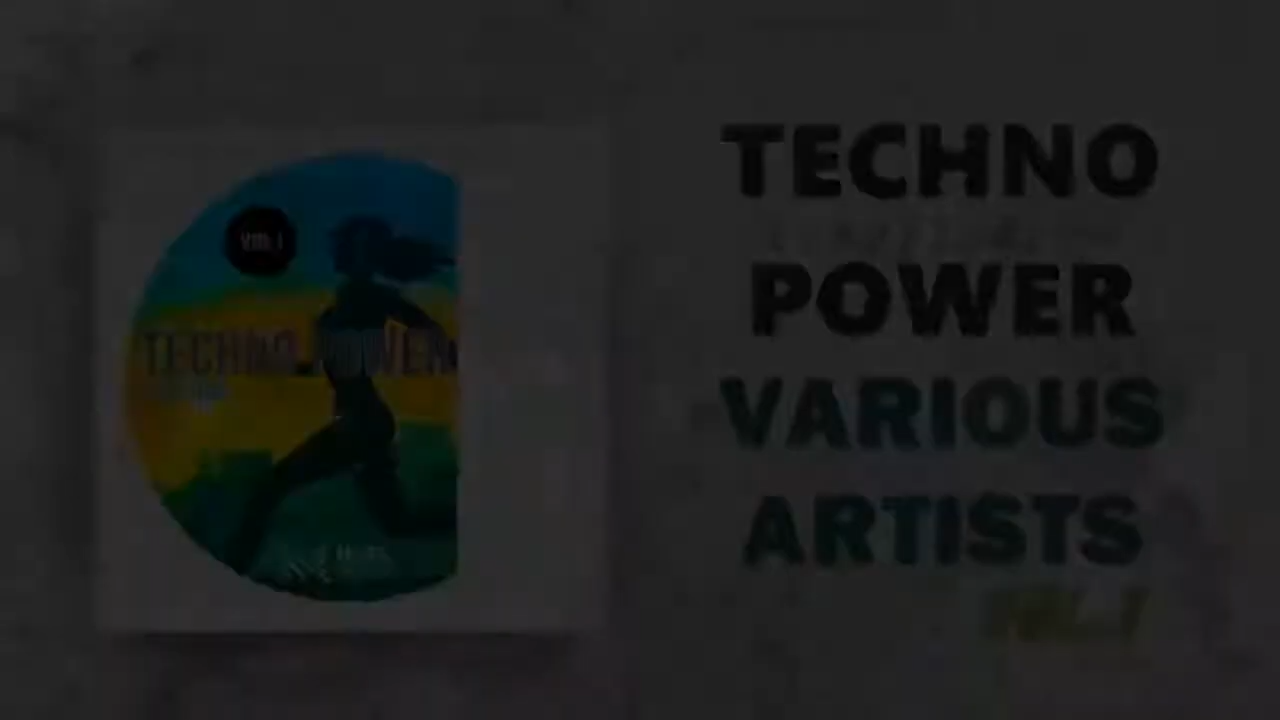 VOL.1
TECHNO POWER
TECHNO
POWER
VARIOUS
ARTISTS
VOL.1